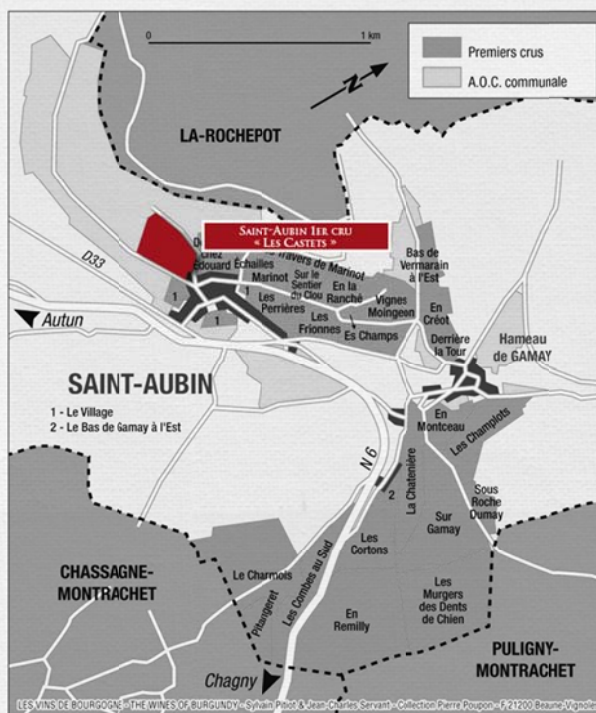 0
1 km
Premiers crus
A.O.C. communale
N
LA-ROCHEPOT
SAINT-AUBIN 1ER CRU
« LES CASTETS »
D33
chez
Édouard
Échailles
Travers de Marinot
Marinot
Sur le
Sentier
du Clou
En la
Ranché
Bas de
Vermarain
à l'Est
1
1
1
Les
Perrières
Vignes
Moingeon
En
Créot
Les
Frionnes
Es Champs
Derrière
la Tour
Hameau
de GAMAY
Autun
SAINT-AUBIN
1 - Le Village
2 - Le Bas de Gamay à l'Est
En
Montceau
Les Champlots
N 6
2
La Chatenière
Sous
Roche
Dumay
Sur
Gamay
Les
Cortons
CHASSAGNE-
MONTRACHET
Le Charmois
Pitangeret
Les Combes au Sud
En
Remilly
Les
Murgers
des Dents
de Chien
PULIGNY-
MONTRACHET
Chagny
LES VINS DE BOURGOGNE - THE WINES OF BURGUNDY - Sylvain Pitiot & Jean-Charles Servant - Collection Pierre Poupon - F 21200 Beaune-Vignoles